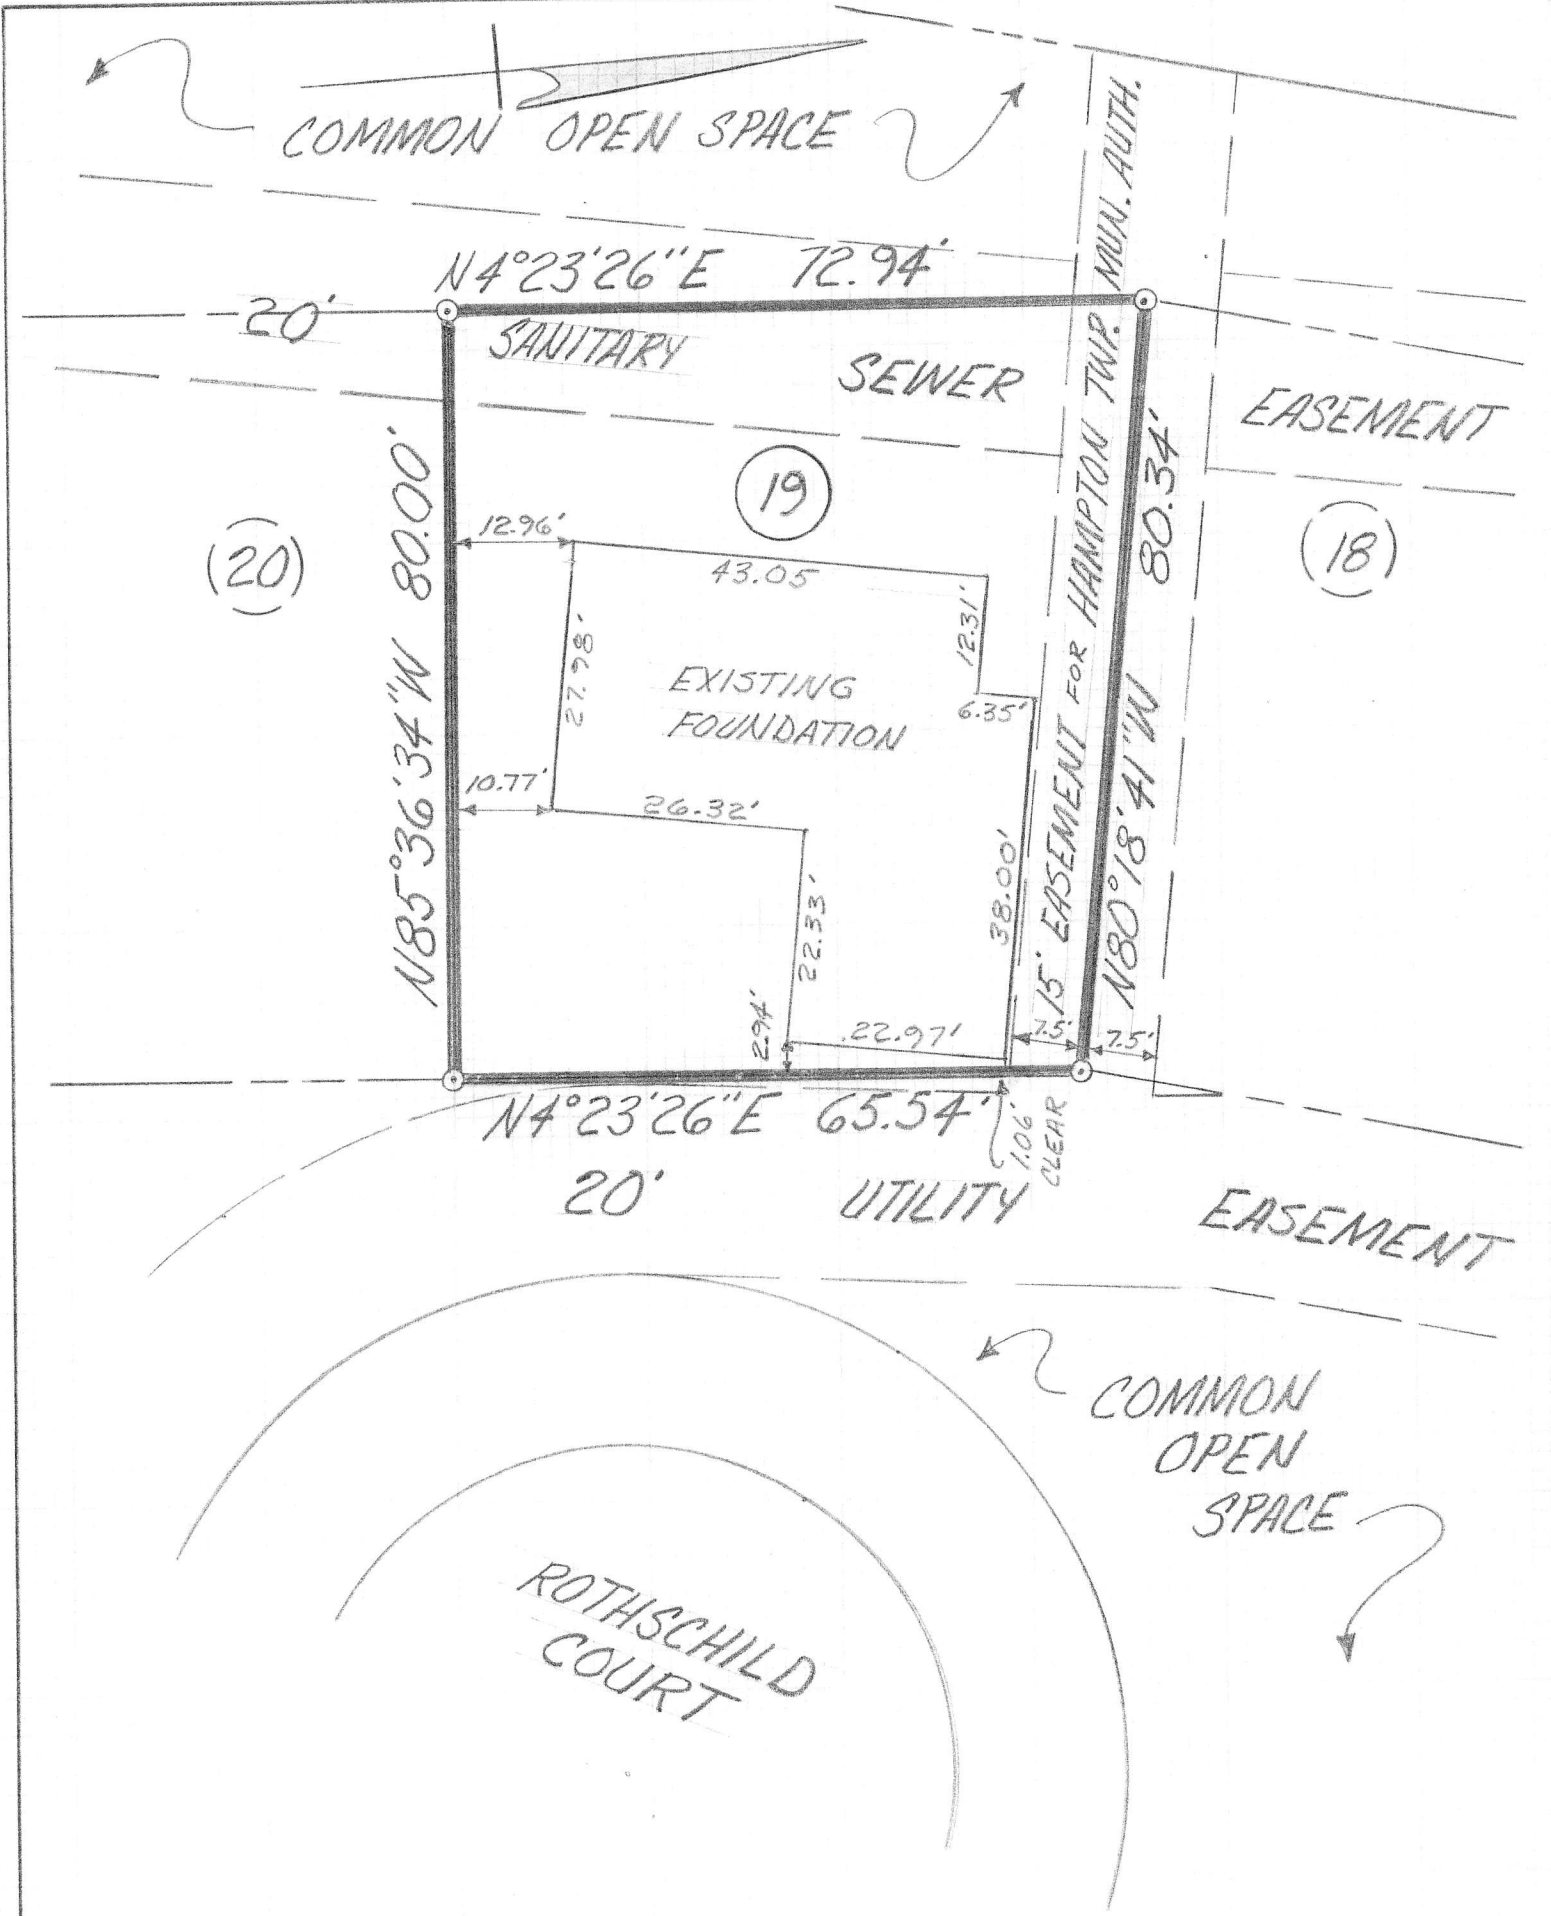 COMMON OPEN SPACE
N4°23'26"E 72.94'
20'
SANITARY SEWER EASEMENT
15' EASEMENT FOR HAMPTON TWP. MUN. AUTH.
N85°36'34"W 80.00'
N80°18'41"W 80.34'
19
20
18
12.96'
43.05
12.31'
27.98'
EXISTING
FOUNDATION
6.35'
10.77'
26.32'
38.00'
22.33'
2.94'
22.97'
7.5'
7.5'
N4°23'26"E 65.54'
1.06'
CLEAR
20' UTILITY EASEMENT
COMMON
OPEN
SPACE
ROTHSCHILD
COURT